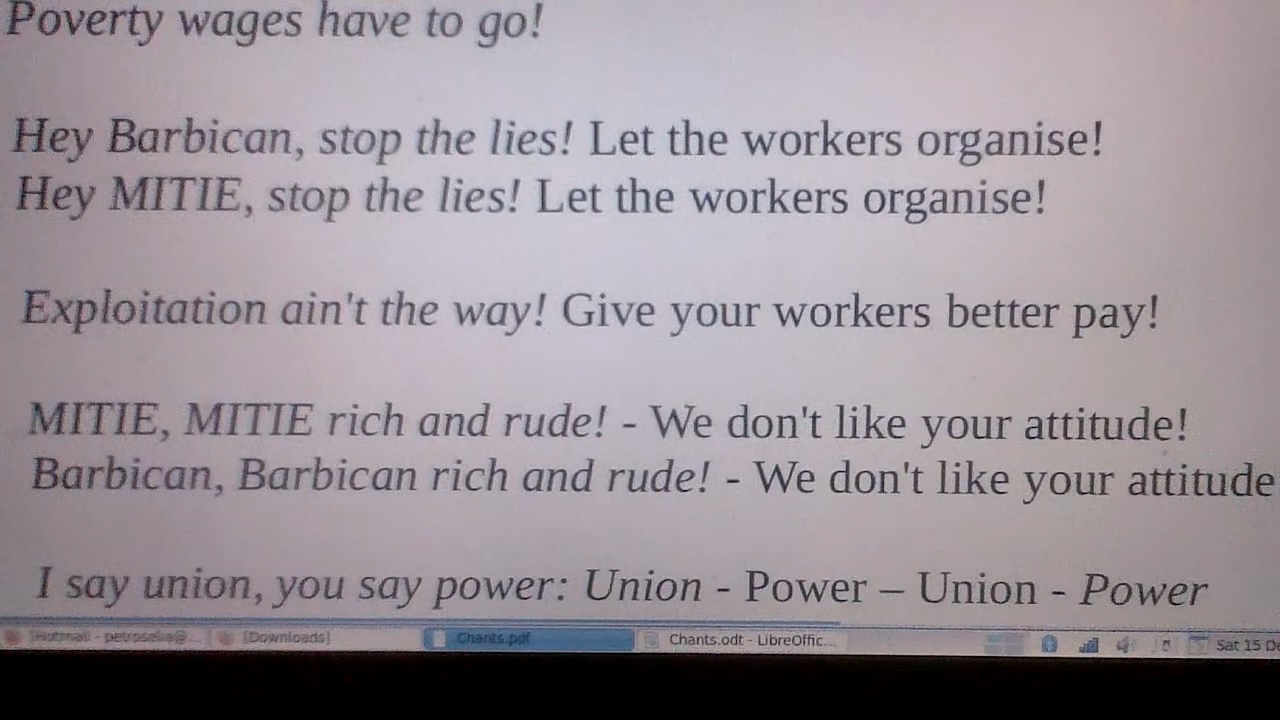 Poverty wages have to go!
Hey Barbican, stop the lies! Let the workers organise!
Hey MITIE, stop the lies! Let the workers organise!
Exploitation ain't the way! Give your workers better pay!
MITIE, MITIE rich and rude! - We don't like your attitude!
Barbican, Barbican rich and rude! - We don't like your attitude
I say union, you say power: Union - Power – Union - Power
[Downloads] Chants.pdf Chants.odt - LibreOffic... Sat 15 De